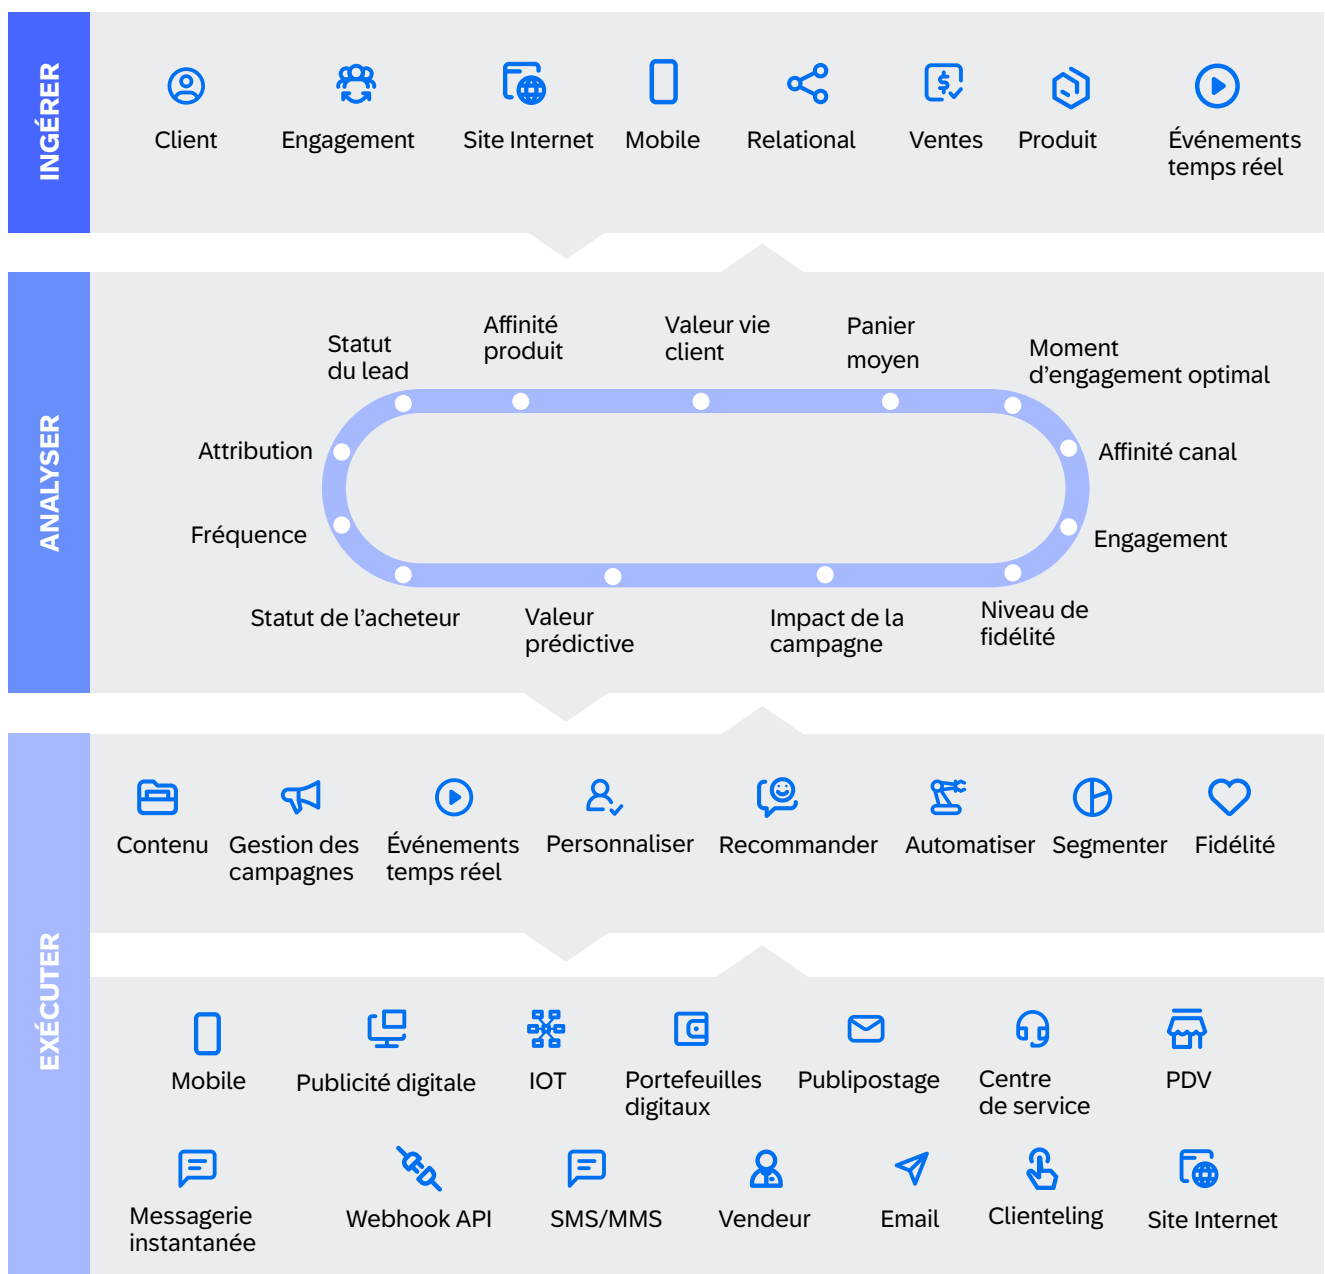 INGÉRER
Client
Engagement
Site Internet
Mobile
Relational
Ventes
Produit
Événements
temps réel
ANALYSER
Statut
du lead
Affinité
produit
Valeur vie
client
Panier
moyen
Moment
d’engagement optimal
Attribution
Affinité canal
Fréquence
Engagement
Statut de l’acheteur
Valeur
prédictive
Impact de la
campagne
Niveau de
fidélité
EXÉCUTER
Contenu
Gestion des
campagnes
Événements
temps réel
Personnaliser
Recommander
Automatiser
Segmenter
Fidélité
Mobile
Publicité digitale
IOT
Portefeuilles
digitaux
Publipostage
Centre
de service
PDV
Messagerie
instantanée
Webhook API
SMS/MMS
Vendeur
Email
Clienteling
Site Internet